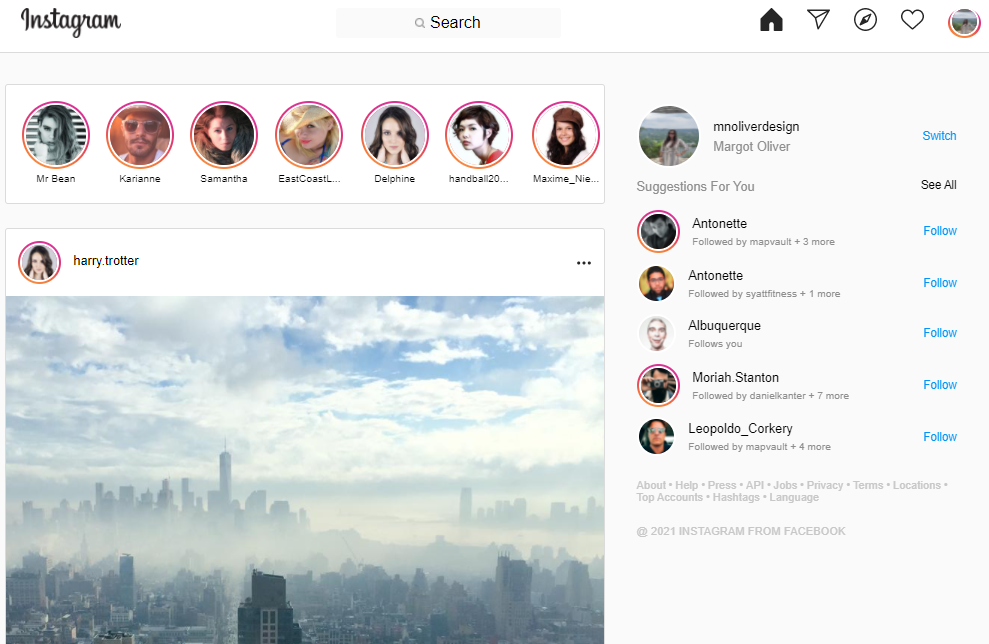 Instagram
Search
Mr Bean
Karianne
Samantha
EastCoastL...
Delphine
handball20...
Maxime_Nie...
harry.trotter
mnoliverdesign
Margot Oliver
Switch
Suggestions For You
See All
Antonette
Followed by mapvault + 3 more
Follow
Antonette
Followed by syattfitness + 1 more
Follow
Albuquerque
Follows you
Follow
Moriah.Stanton
Followed by danielkanter + 7 more
Follow
Leopoldo_Corkery
Followed by mapvault + 4 more
Follow
About • Help • Press • API • Jobs • Privacy • Terms • Locations •
Top Accounts • Hashtags • Language
@ 2021 INSTAGRAM FROM FACEBOOK